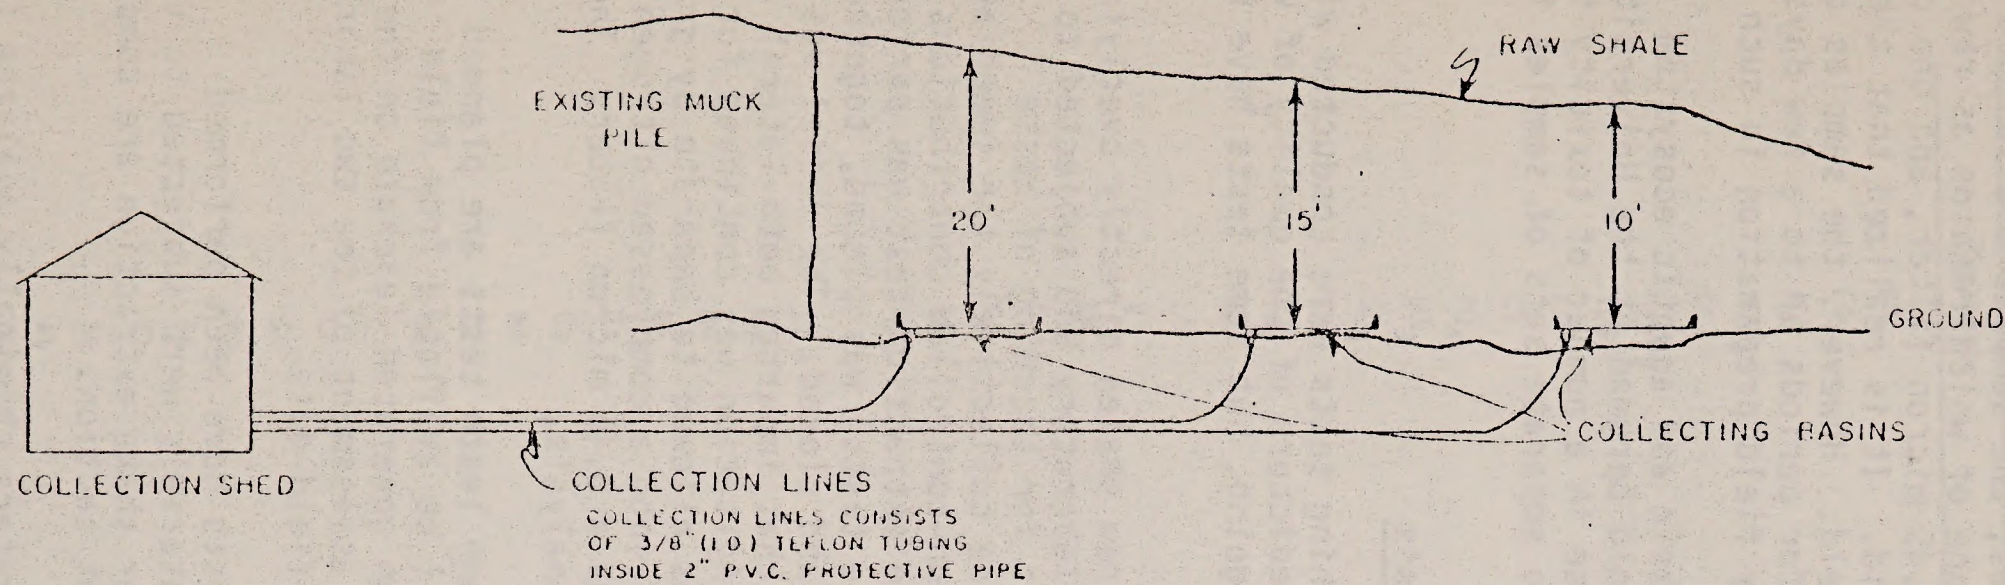 RAW SHALE
EXISTING MUCK
PILE
20'
15'
10'
GROUND
COLLECTING BASINS
COLLECTION SHED
COLLECTION LINES
COLLECTION LINES CONSISTS
OF 3/8" (I D) TEFLON TUBING
INSIDE 2" P.V.C. PROTECTIVE PIPE